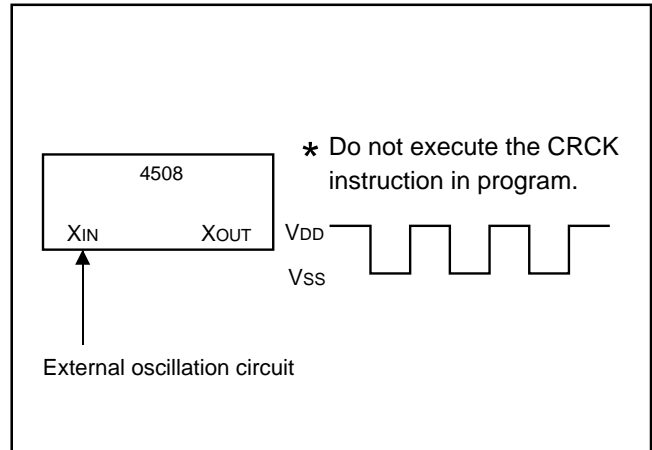 4508
* Do not execute the CRCK
instruction in program.
XIN
XOUT
VDD
VSS
External oscillation circuit